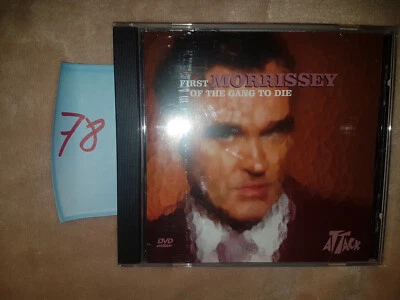 78
FIRST MORRISSEY
OF THE GANG TO DIE
DVD
ATTACK